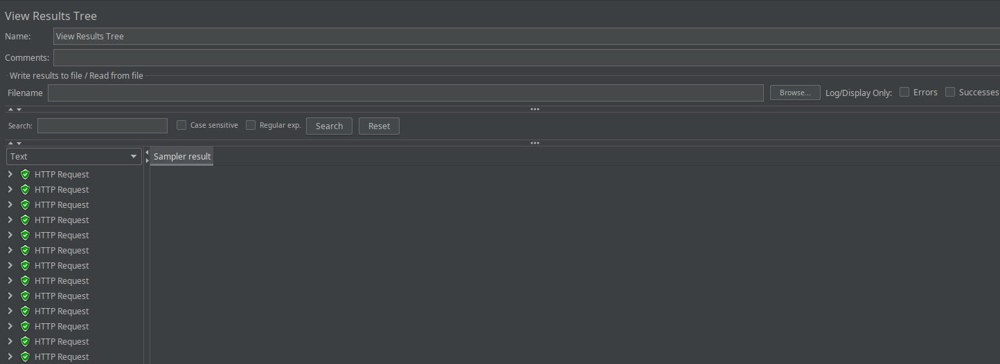 View Results Tree
Name: View Results Tree
Comments:
Write results to file / Read from file
Filename Browse... Log/Display Only: Errors Successes
Search: Case sensitive Regular exp. Search Reset
Text Sampler result
HTTP Request
HTTP Request
HTTP Request
HTTP Request
HTTP Request
HTTP Request
HTTP Request
HTTP Request
HTTP Request
HTTP Request
HTTP Request
HTTP Request
HTTP Request